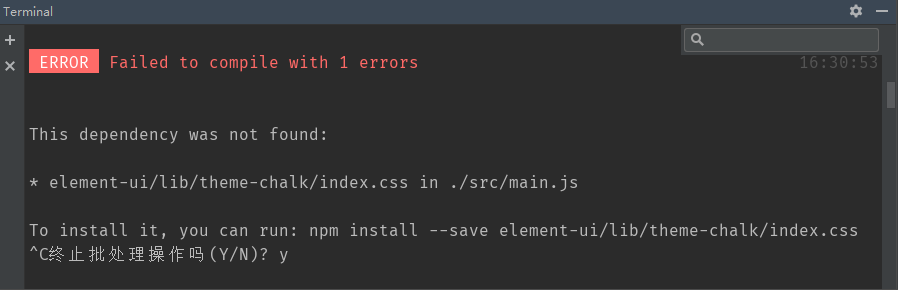 Terminal
ERROR Failed to compile with 1 errors 16:30:53
This dependency was not found:
* element-ui/lib/theme-chalk/index.css in ./src/main.js
To install it, you can run: npm install --save element-ui/lib/theme-chalk/index.css
^C终止批处理操作吗(Y/N)? y